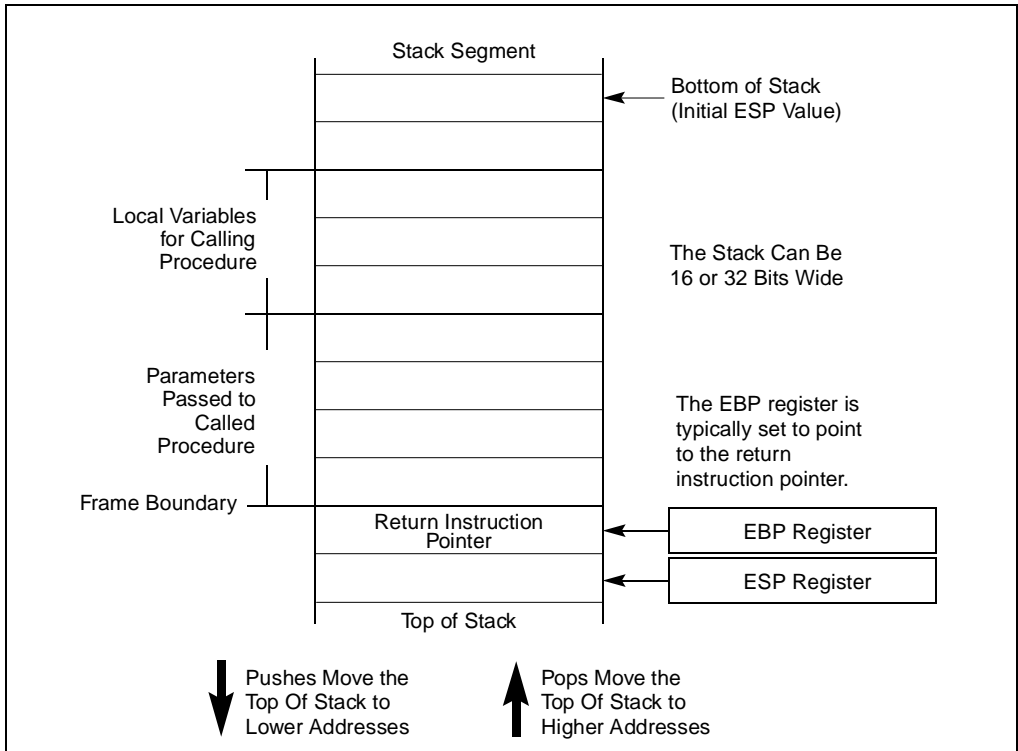 Stack Segment
Bottom of Stack
(Initial ESP Value)
Local Variables
for Calling
Procedure
The Stack Can Be
16 or 32 Bits Wide
Parameters
Passed to
Called
Procedure
The EBP register is
typically set to point
to the return
instruction pointer.
Frame Boundary
Return Instruction
Pointer
EBP Register
ESP Register
Top of Stack
Pushes Move the
Top Of Stack to
Lower Addresses
Pops Move the
Top Of Stack to
Higher Addresses